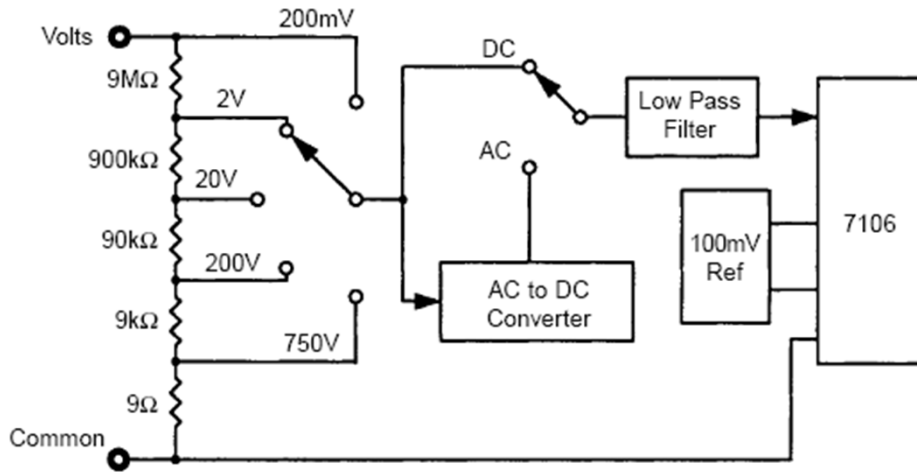 Volts
200mV
9MΩ
2V
900kΩ
20V
90kΩ
200V
9kΩ
750V
9Ω
Common
DC
AC
AC to DC
Converter
Low Pass
Filter
100mV
Ref
7106